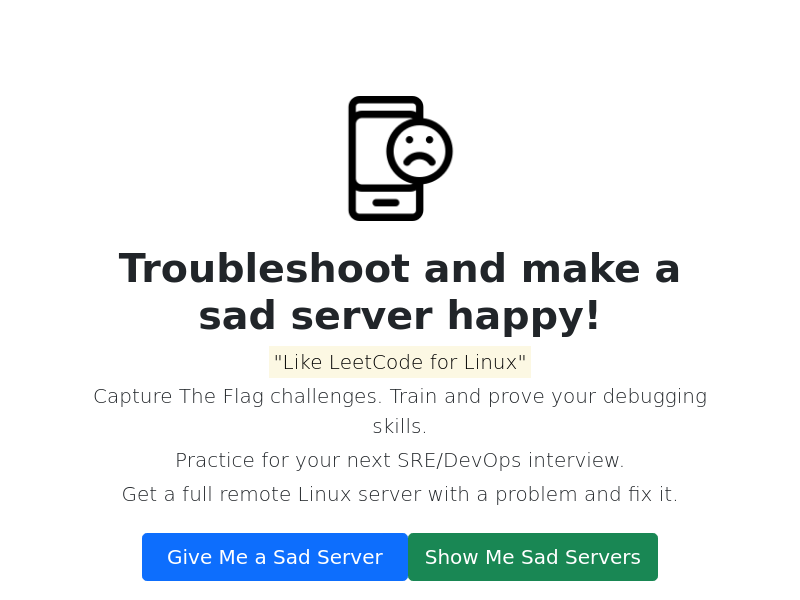 Troubleshoot and make a
sad server happy!
"Like LeetCode for Linux"
Capture The Flag challenges. Train and prove your debugging
skills.
Practice for your next SRE/DevOps interview.
Get a full remote Linux server with a problem and fix it.
Give Me a Sad Server Show Me Sad Servers